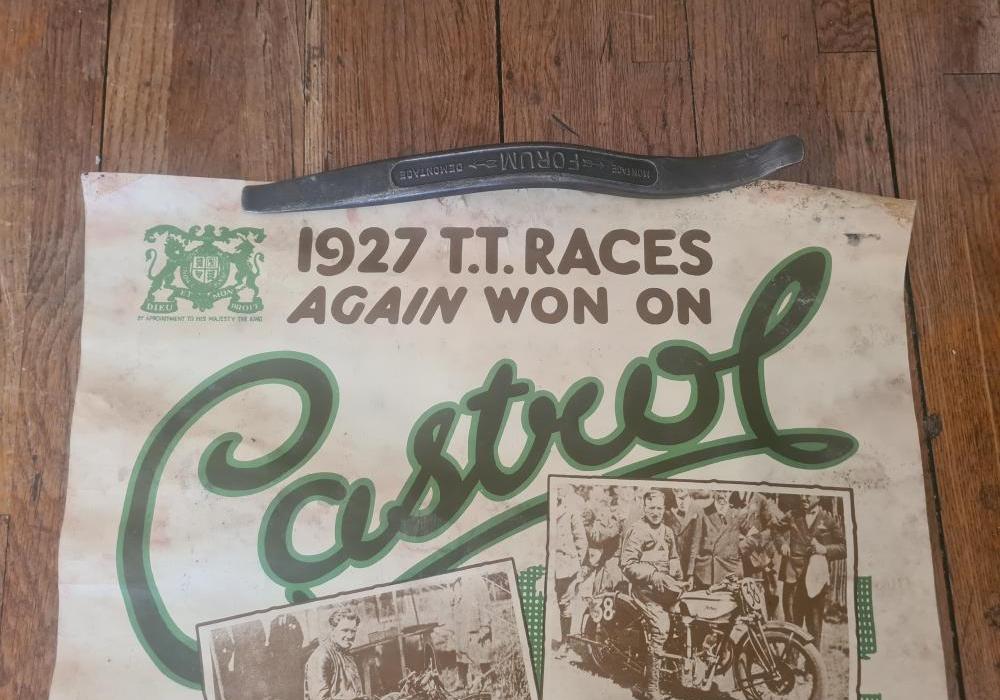 MONTAGE FORUM DEMONTAGE
1927 T.T. RACES
AGAIN WON ON
DIEU ET MON DROIT
BY APPOINTMENT TO HIS MAJESTY THE KING
Castrol
38